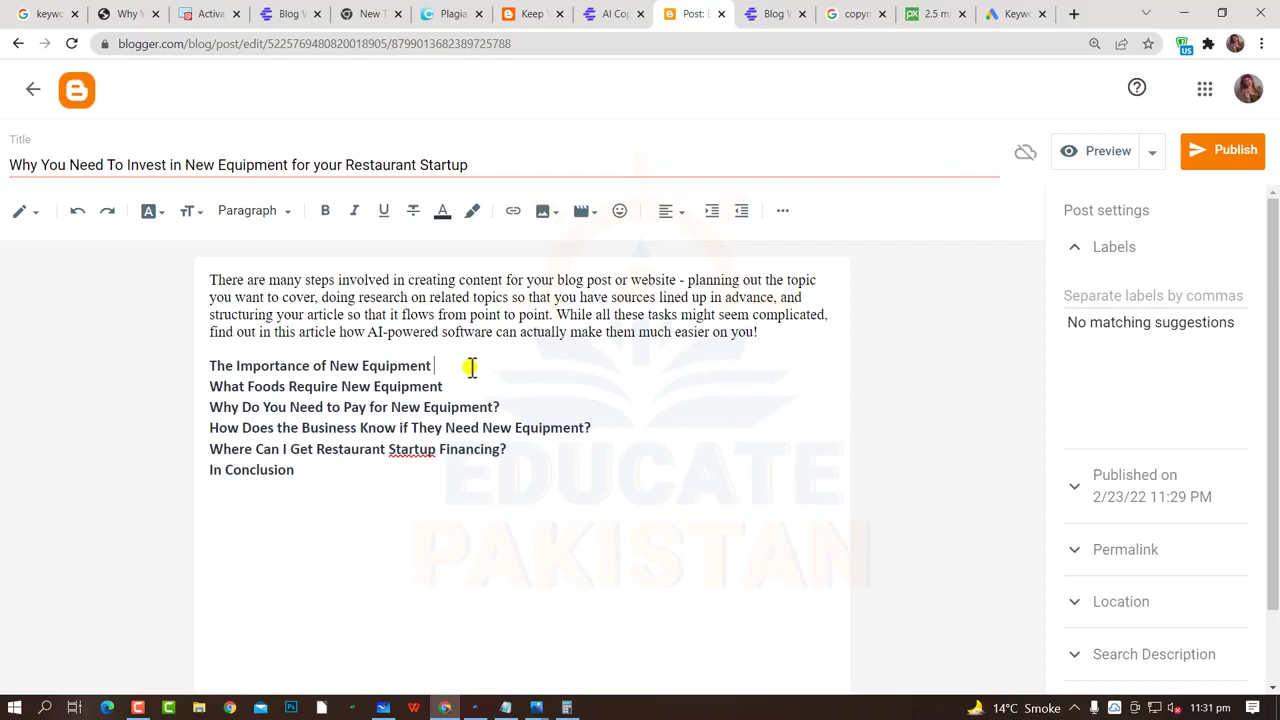 keywo
Why Y
Activa
Blog V
New T
Plagia
Keep V
AI Cop
Post: E
Blog V
copyn
2.5 mi
Keywo
blogger.com/blog/post/edit/5225769480820018905/8799013682389725788
US
Title
Why You Need To Invest in New Equipment for your Restaurant Startup
Preview
Publish
Paragraph
Post settings
Labels
Separate labels by commas
No matching suggestions
There are many steps involved in creating content for your blog post or website - planning out the topic
you want to cover, doing research on related topics so that you have sources lined up in advance, and
structuring your article so that it flows from point to point. While all these tasks might seem complicated,
find out in this article how AI-powered software can actually make them much easier on you!
The Importance of New Equipment
What Foods Require New Equipment
Why Do You Need to Pay for New Equipment?
How Does the Business Know if They Need New Equipment?
Where Can I Get Restaurant Startup Financing?
In Conclusion
EDUCATE
PAKISTAN
Published on
2/23/22 11:29 PM
Permalink
Location
Search Description
14°C Smoke
11:31 pm